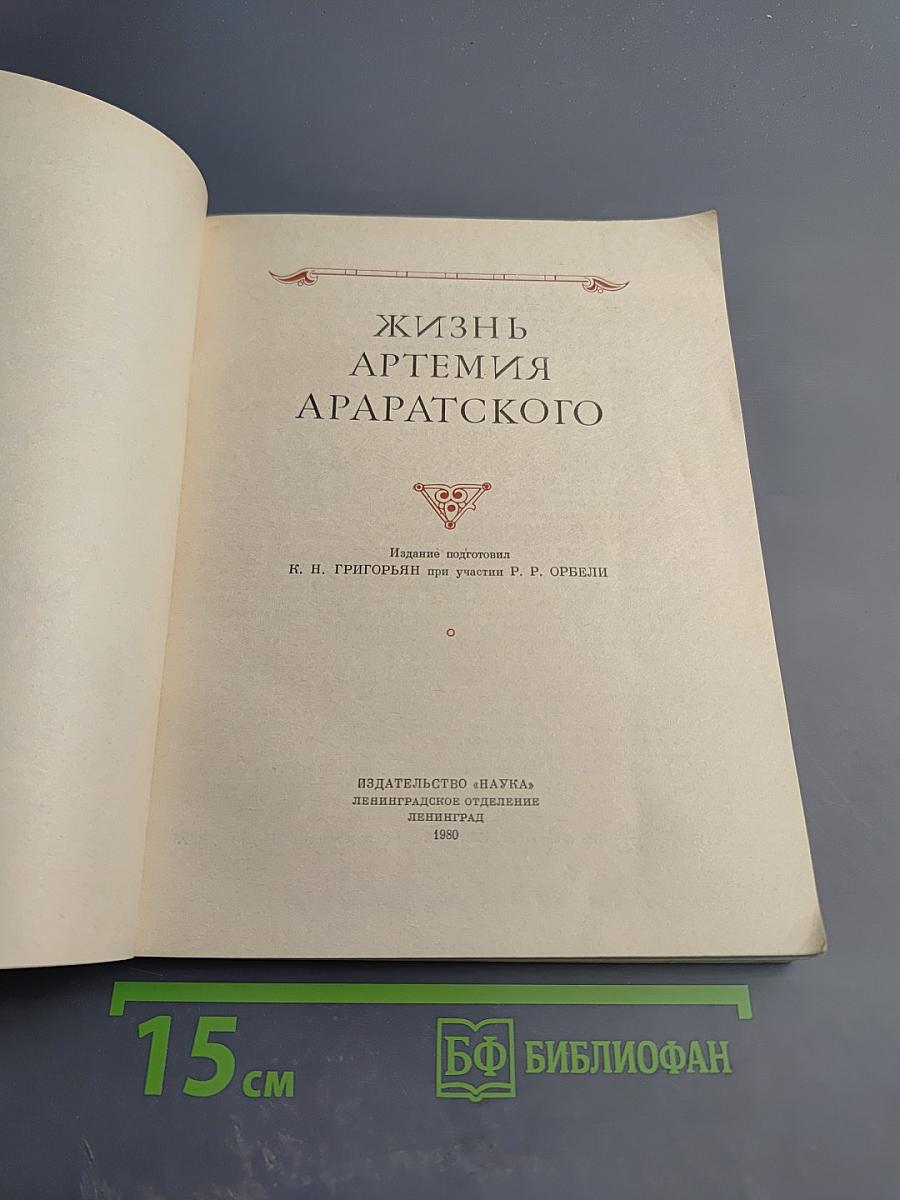 ЖИЗНЬ
АРТЕМИЯ
АРАРАТСКОГО
Издание подготовил
К. Н. ГРИГОРЬЯН при участии Р. Р. ОРБЕЛИ
ИЗДАТЕЛЬСТВО «НАУКА»
ЛЕНИНГРАДСКОЕ ОТДЕЛЕНИЕ
ЛЕНИНГРАД
1980
15 см
БФ БИБЛИОФАН